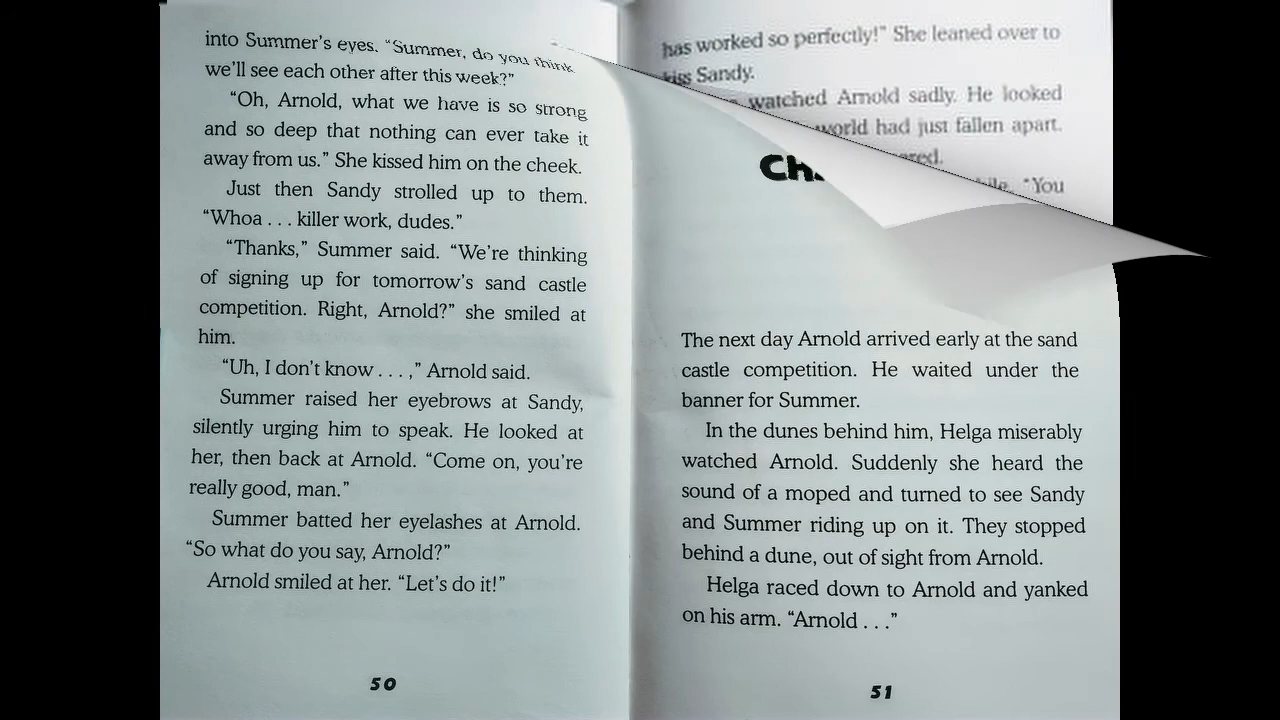 into Summer's eyes. “Summer, do you think
we'll see each other after this week?”
“Oh, Arnold, what we have is so strong
and so deep that nothing can ever take it
away from us.” She kissed him on the cheek.
Just then Sandy strolled up to them.
“Whoa . . . killer work, dudes.”
“Thanks,” Summer said. “We're thinking
of signing up for tomorrow's sand castle
competition. Right, Arnold?” she smiled at
him.
“Uh, I don't know . . . ,” Arnold said.
Summer raised her eyebrows at Sandy,
silently urging him to speak. He looked at
her, then back at Arnold. “Come on, you're
really good, man.”
Summer batted her eyelashes at Arnold.
“So what do you say, Arnold?”
Arnold smiled at her. “Let's do it!”
50
has worked so perfectly!” She leaned over to
kiss Sandy.
watched Arnold sadly. He looked
world had just fallen apart.
“You
The next day Arnold arrived early at the sand
castle competition. He waited under the
banner for Summer.
In the dunes behind him, Helga miserably
watched Arnold. Suddenly she heard the
sound of a moped and turned to see Sandy
and Summer riding up on it. They stopped
behind a dune, out of sight from Arnold.
Helga raced down to Arnold and yanked
on his arm. “Arnold . . .”
51